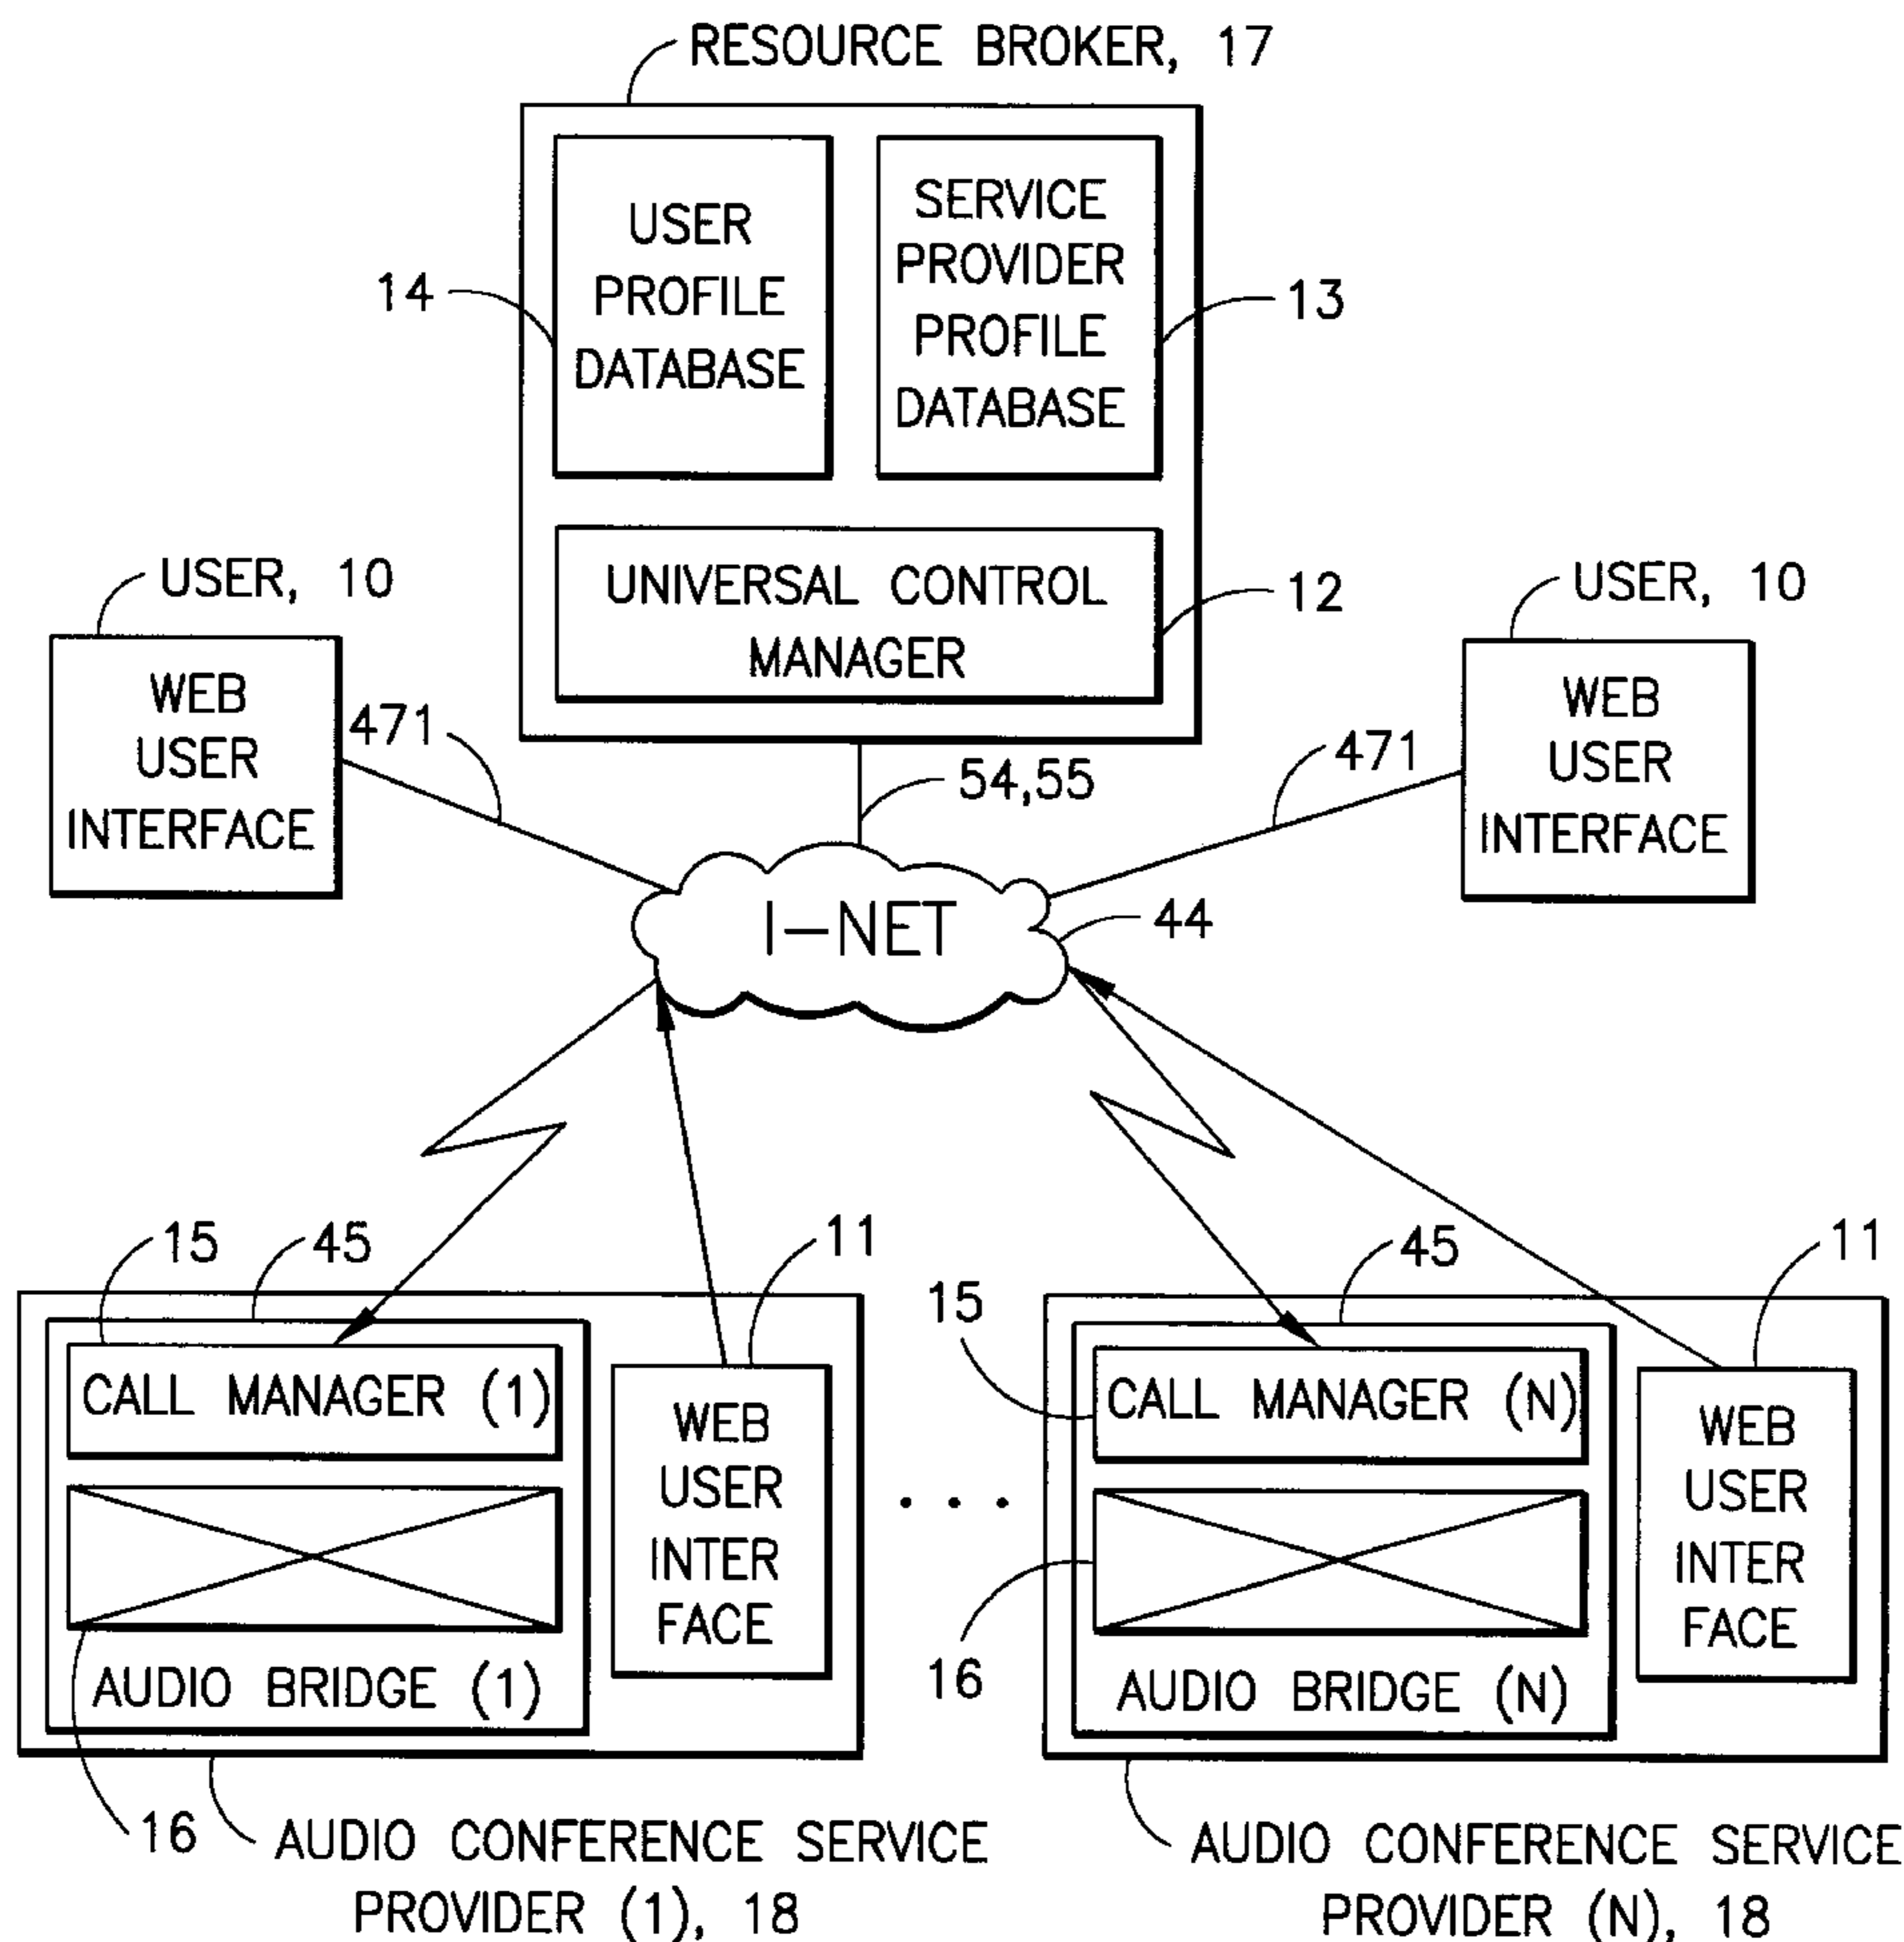 RESOURCE BROKER, 17
USER
PROFILE
DATABASE
14
SERVICE
PROVIDER
PROFILE
DATABASE
13
UNIVERSAL CONTROL
MANAGER
12
USER, 10
WEB
USER
INTERFACE
471
54,55
USER, 10
WEB
USER
INTERFACE
471
I-NET
44
15
45
11
CALL MANAGER (1)
WEB
USER
INTER
FACE
AUDIO BRIDGE (1)
16
AUDIO CONFERENCE SERVICE
PROVIDER (1), 18
. . .
15
45
11
CALL MANAGER (N)
WEB
USER
INTER
FACE
16
AUDIO BRIDGE (N)
AUDIO CONFERENCE SERVICE
PROVIDER (N), 18